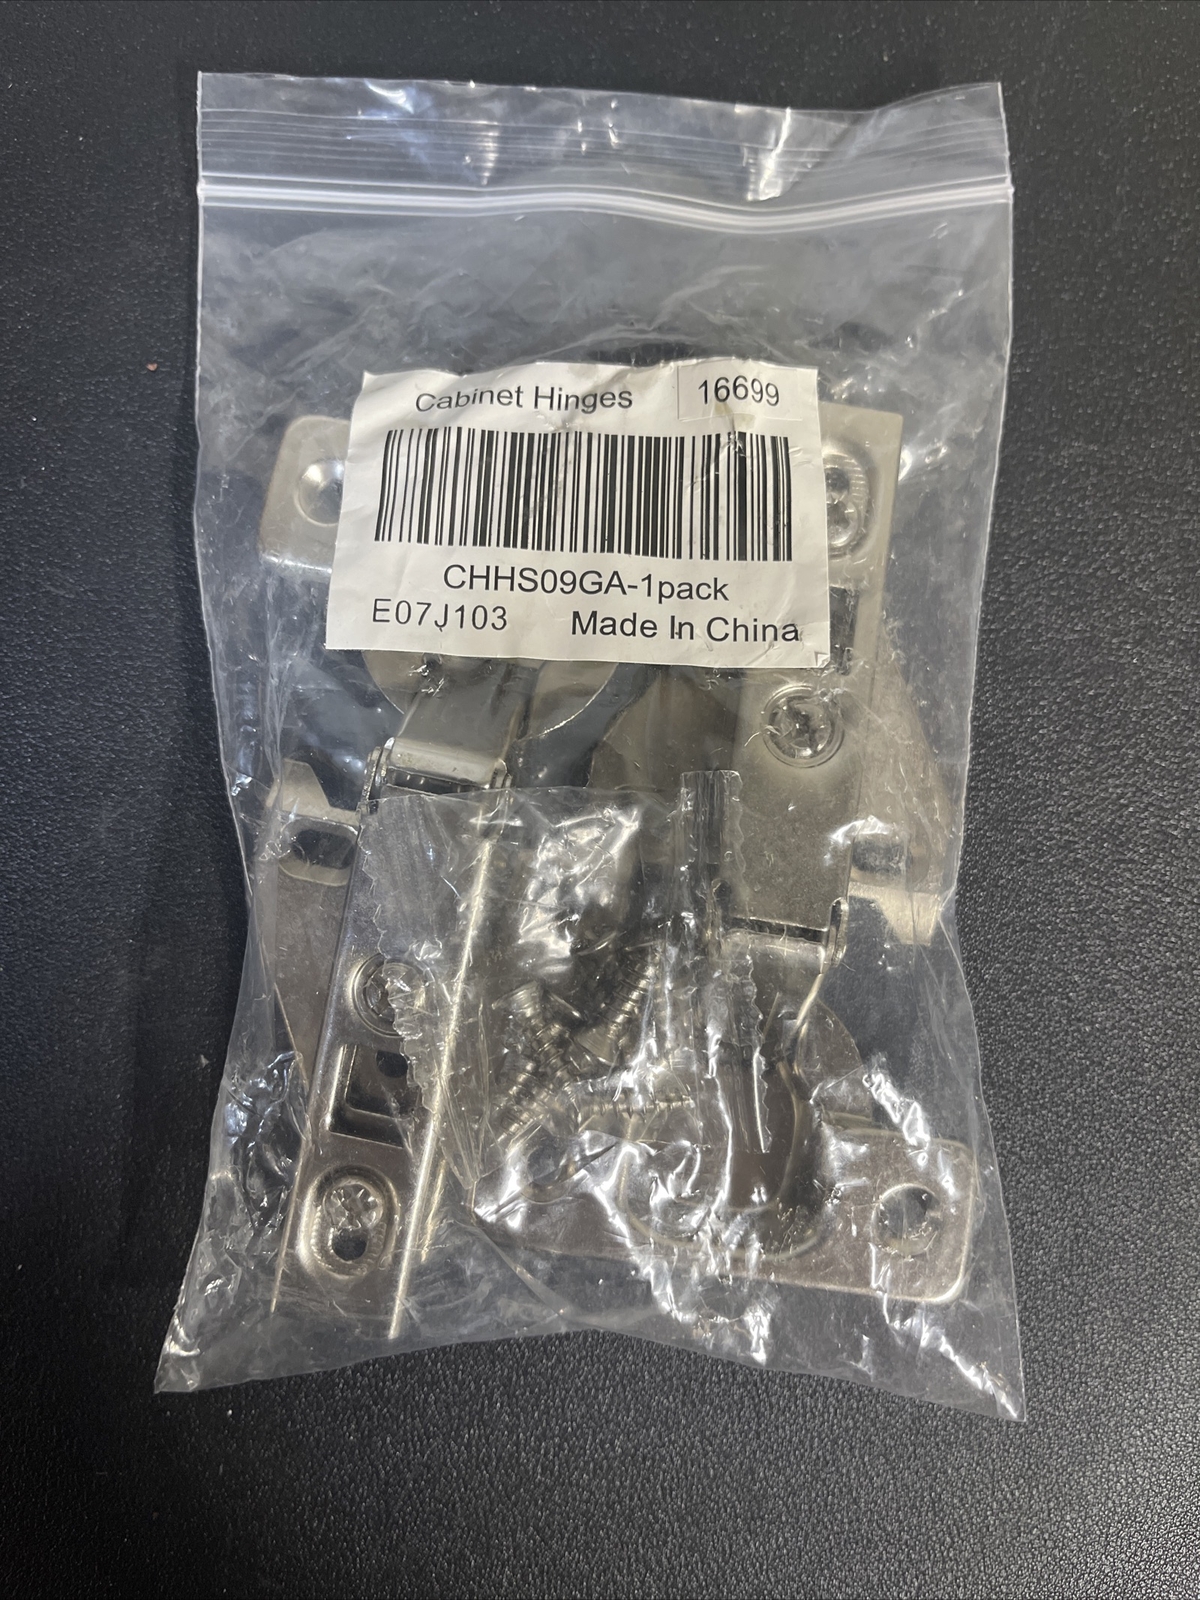 Cabinet Hinges 16699
CHHS09GA-1pack
E07J103 Made In China